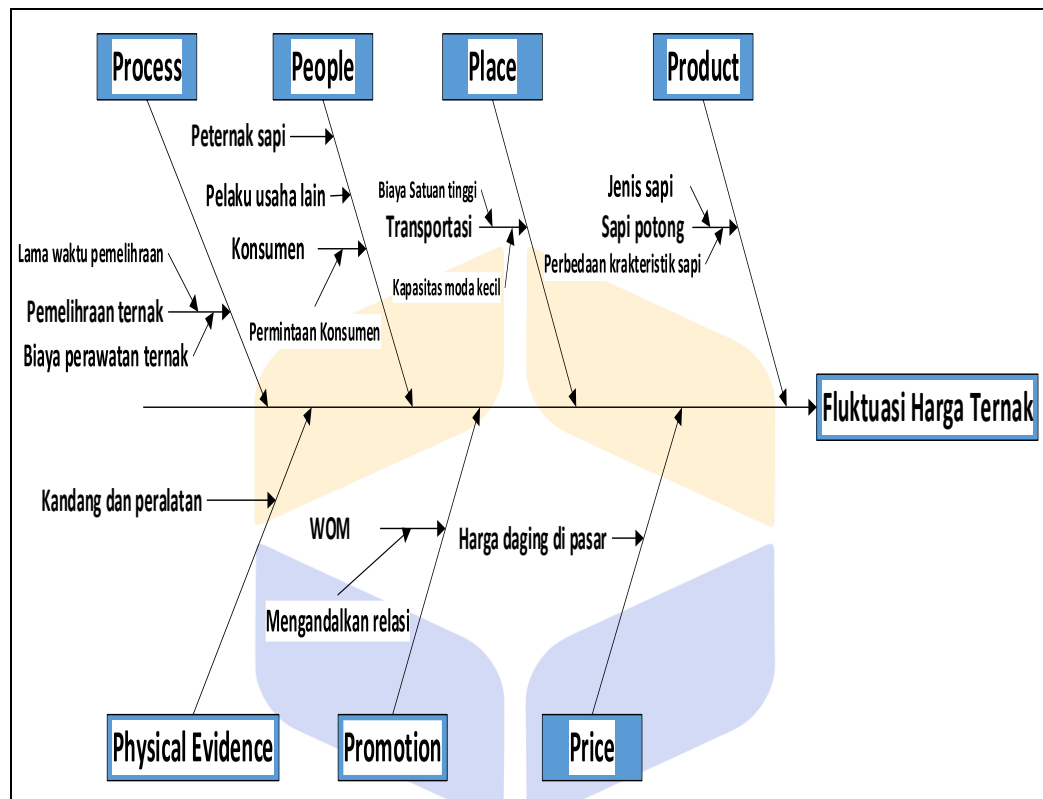 Process
People
Place
Product
Peternak sapi
Pelaku usaha lain
Konsumen
Permintaan Konsumen
Biaya Satuan tinggi
Transportasi
Kapasitas moda kecil
Jenis sapi
Sapi potong
Perbedaan krakteristik sapi
Lama waktu pemelihraan
Pemelihraan ternak
Biaya perawatan ternak
Fluktuasi Harga Ternak
Kandang dan peralatan
WOM
Mengandalkan relasi
Harga daging di pasar
Physical Evidence
Promotion
Price